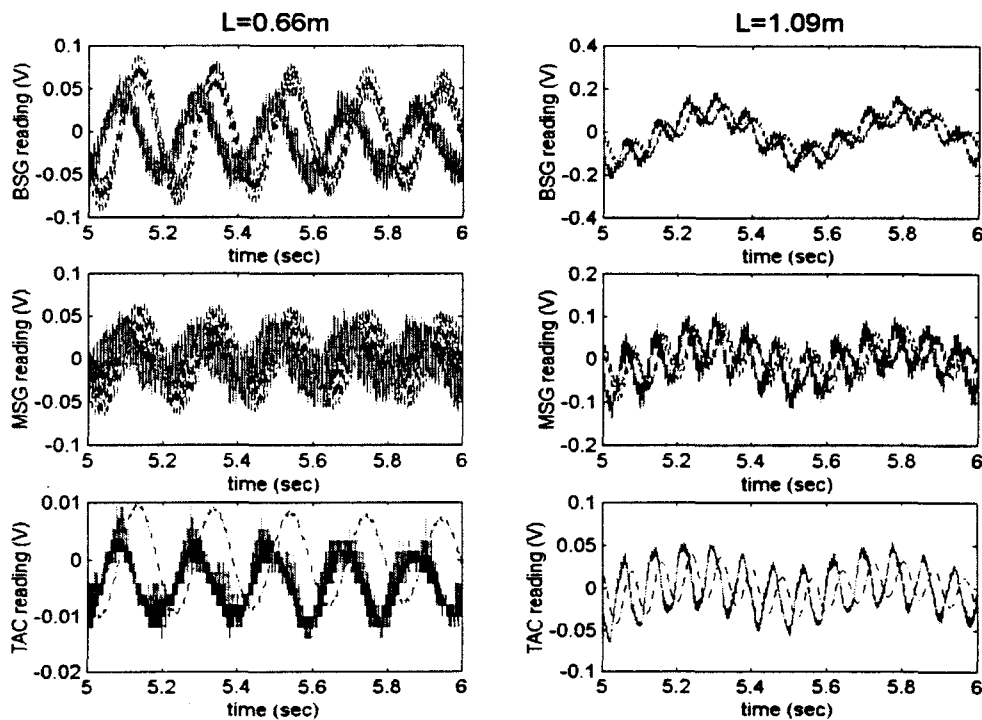 L=0.66m
0.1
0.05
0
-0.05
-0.1
BSG reading (V)
5 5.2 5.4 5.6 5.8 6
time (sec)
0.1
0.05
0
-0.05
-0.1
MSG reading (V)
5 5.2 5.4 5.6 5.8 6
time (sec)
0.01
0
-0.01
-0.02
TAC reading (V)
5 5.2 5.4 5.6 5.8 6
time (sec)
L=1.09m
0.4
0.2
0
-0.2
-0.4
BSG reading (V)
5 5.2 5.4 5.6 5.8 6
time (sec)
0.2
0.1
0
-0.1
-0.2
MSG reading (V)
5 5.2 5.4 5.6 5.8 6
time (sec)
0.1
0.05
0
-0.05
-0.1
TAC reading (V)
5 5.2 5.4 5.6 5.8 6
time (sec)